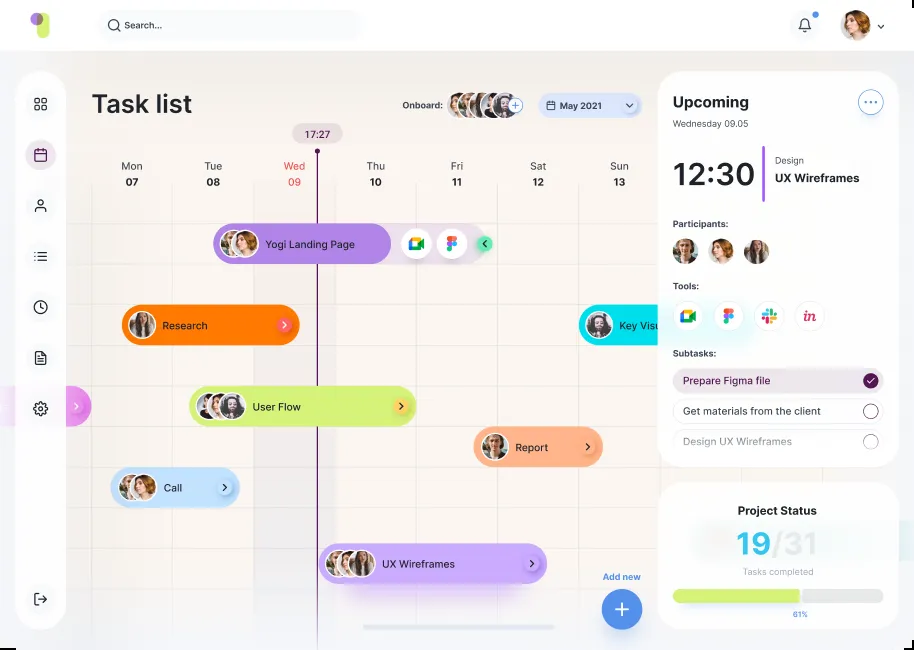 Search...
Task list
Onboard:
May 2021
17:27
Mon Tue Wed Thu Fri Sat Sun
07 08 09 10 11 12 13
Yogi Landing Page
Research
Key Visu
User Flow
Report
Call
UX Wireframes
Add new
Upcoming
Wednesday 09.05
12:30
Design
UX Wireframes
Participants:
Tools:
in
Subtasks:
Prepare Figma file
Get materials from the client
Design UX Wireframes
Project Status
19/31
Tasks completed
61%